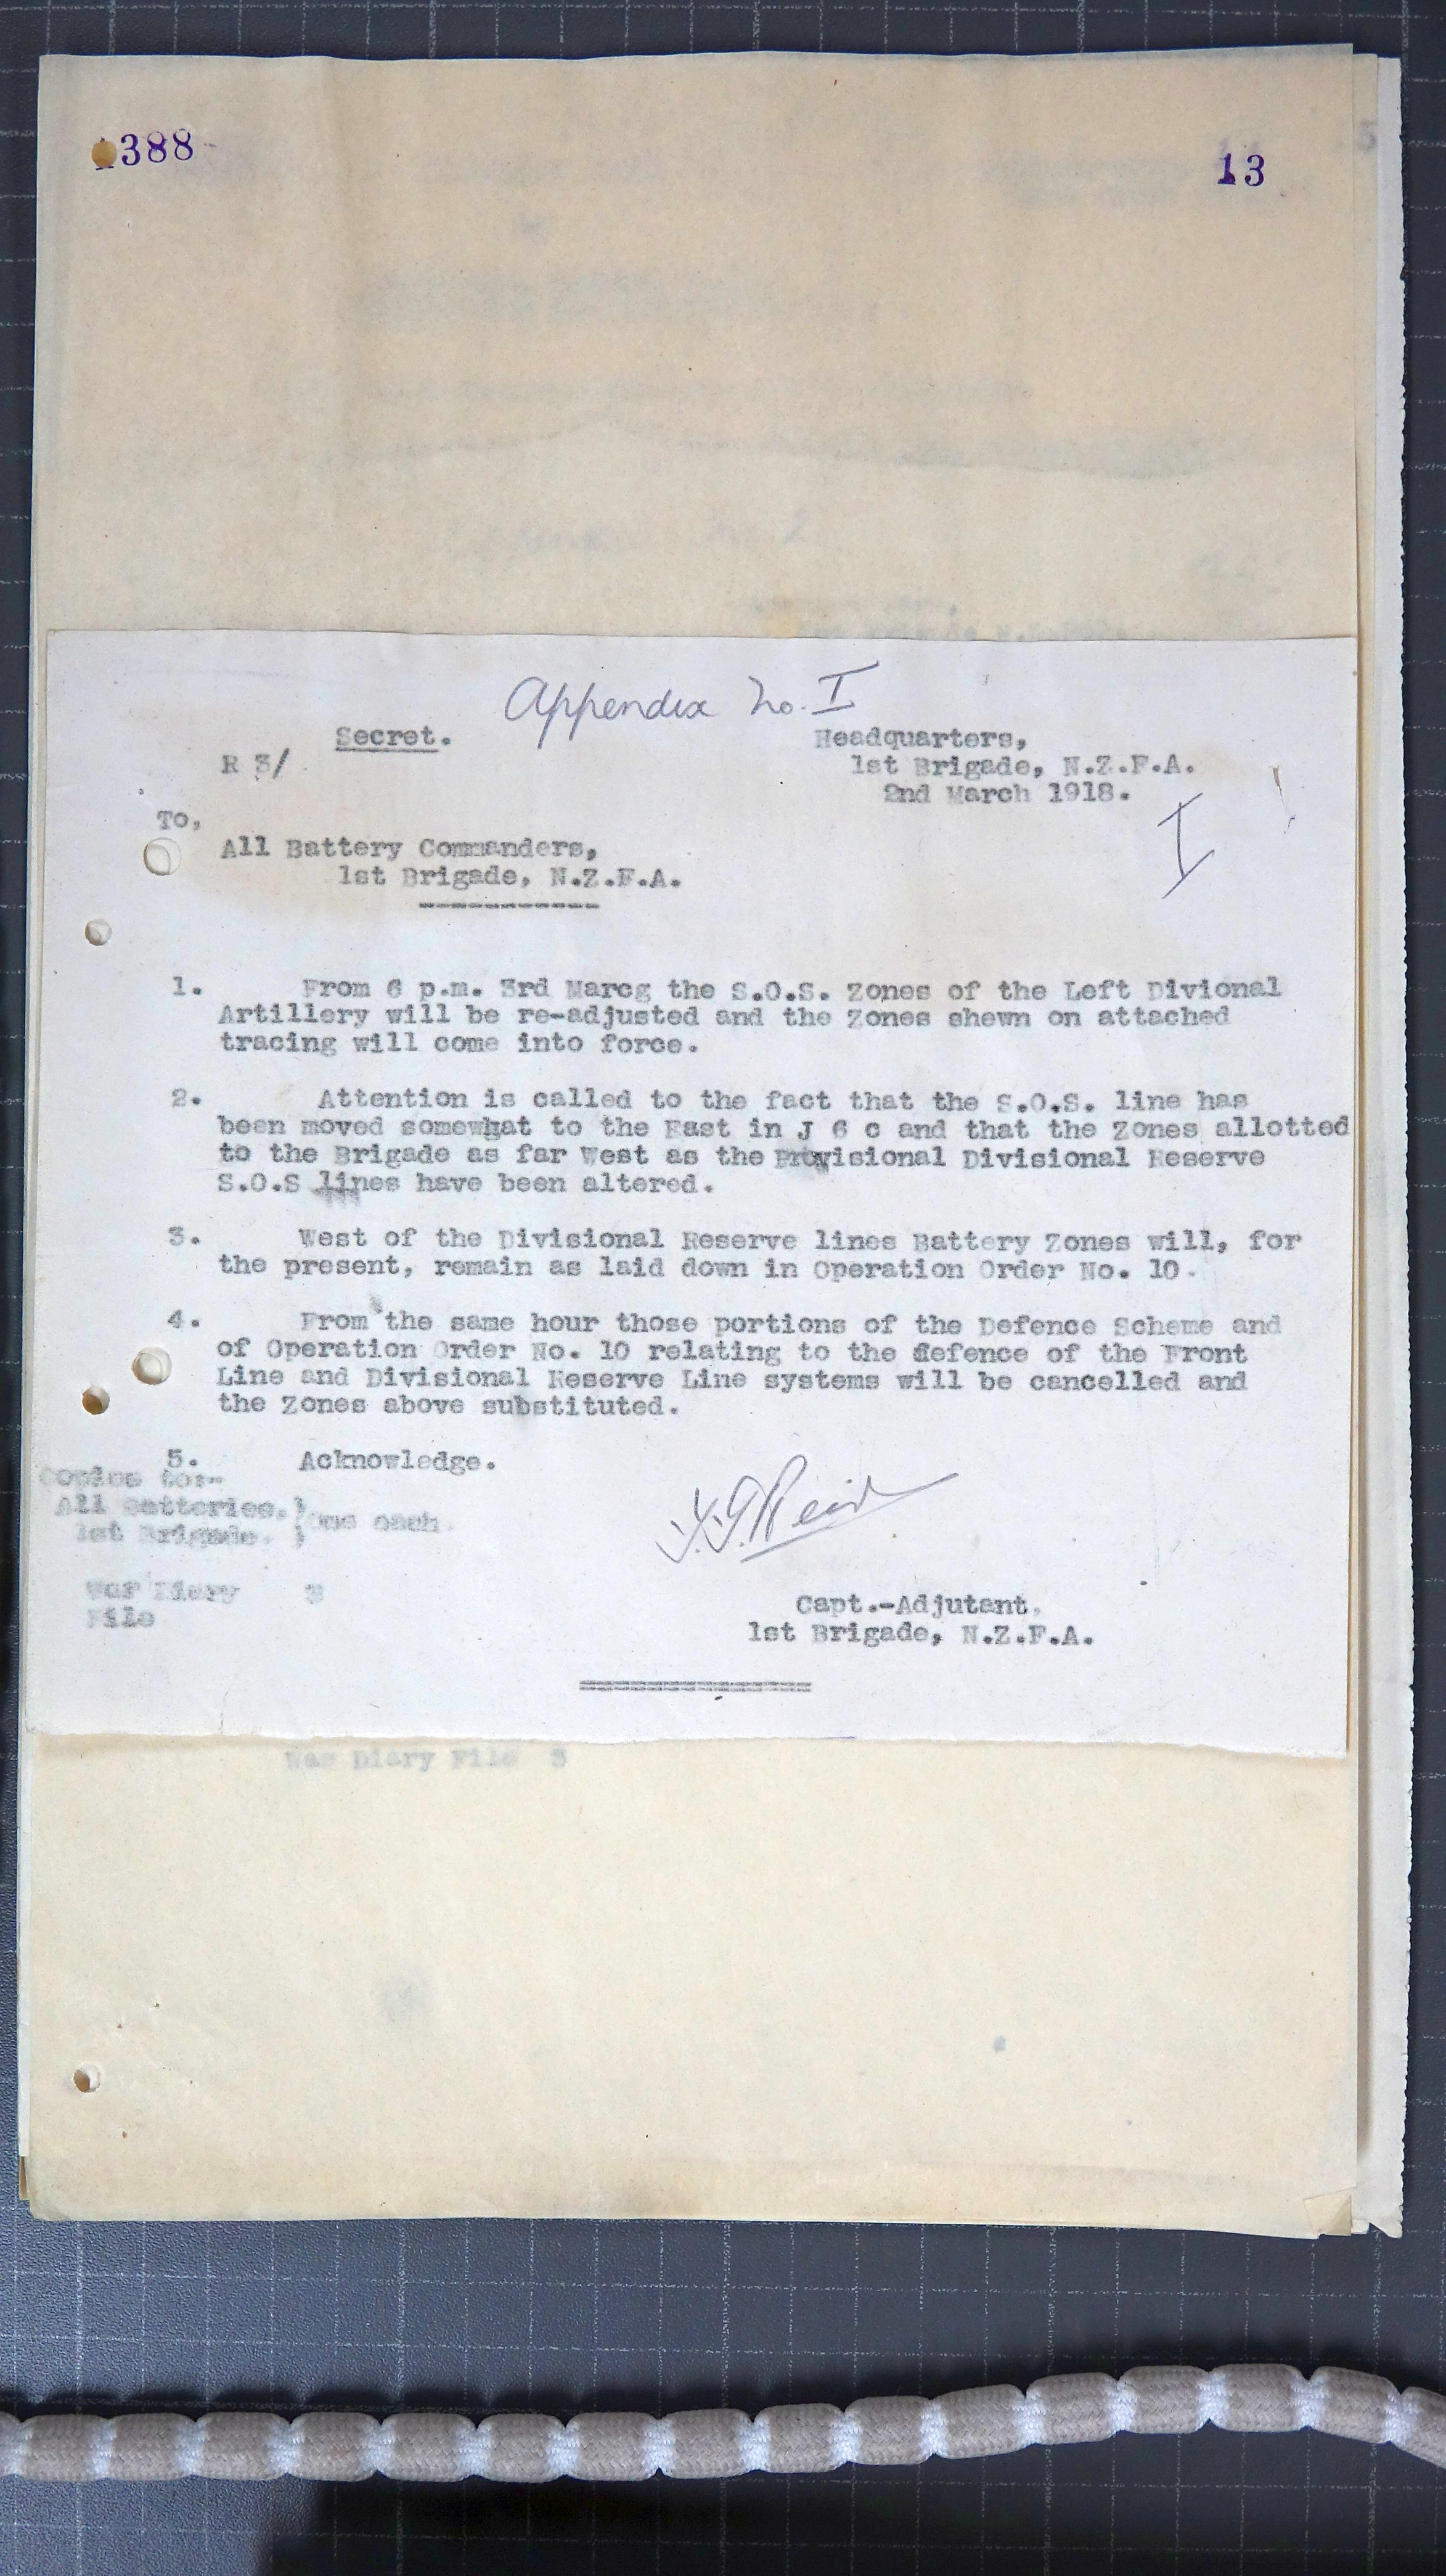 388
13
Appendix No. I
Secret.
Headquarters,
R 3/
1st Brigade, N.Z.F.A.
2nd March 1918.
I
To,
All Battery Commanders,
1st Brigade, N.Z.F.A.
1. From 6 p.m. 3rd Marcg the S.O.S. Zones of the Left Divional
Artillery will be re-adjusted and the Zones shewn on attached
tracing will come into force.
2. Attention is called to the fact that the S.O.S. line has
been moved somewhat to the East in J 6 c and that the Zones allotted
to the Brigade as far West as the Provisional Divisional Reserve
S.O.S lines have been altered.
3. West of the Divisional Reserve lines Battery Zones will, for
the present, remain as laid down in Operation Order No. 10.
4. From the same hour those portions of the Defence Scheme and
of Operation Order No. 10 relating to the defence of the Front
Line and Divisional Reserve Line systems will be cancelled and
the Zones above substituted.
5. Acknowledge.
Copies to:-
All Batteries. ) One each.
1st Brigade. )
Reid
War Diary 3
File
Capt.-Adjutant,
1st Brigade, N.Z.F.A.
War Diary File 3